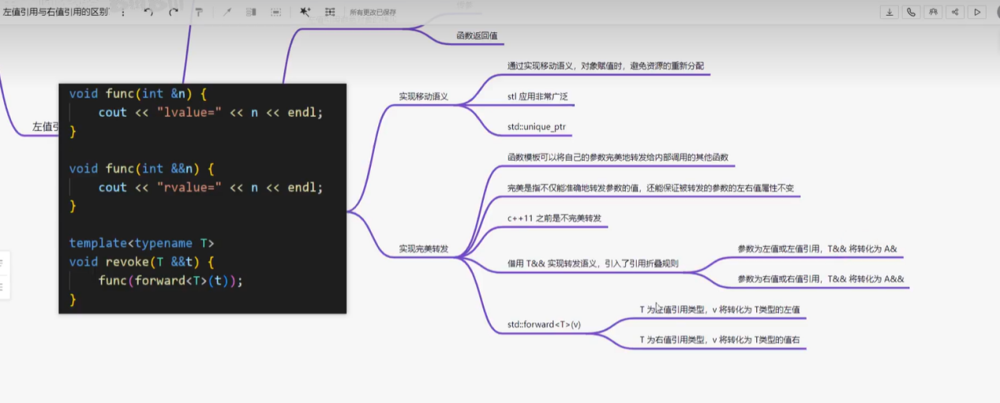 左值引用与右值引用的区别
所有更改已保存
函数返回值
左值引
void func(int &n) {
cout << "lvalue=" << n << endl;
}
void func(int &&n) {
cout << "rvalue=" << n << endl;
}
template<typename T>
void revoke(T &&t) {
func(forward<T>(t));
}
实现移动语义
通过实现移动语义，对象赋值时，避免资源的重新分配
stl 应用非常广泛
std::unique_ptr
实现完美转发
函数模板可以将自己的参数完美地转发给内部调用的其他函数
完美是指不仅能准确地转发参数的值，还能保证被转发的参数的左右值属性不变
c++11 之前是不完美转发
借用 T&& 实现转发语义，引入了引用折叠规则
参数为左值或左值引用，T&& 将转化为 A&
参数为右值或右值引用，T&& 将转化为 A&&
std::forward<T>(v)
T 为左值引用类型，v 将转化为 T类型的左值
T 为右值引用类型，v 将转化为 T类型的值右